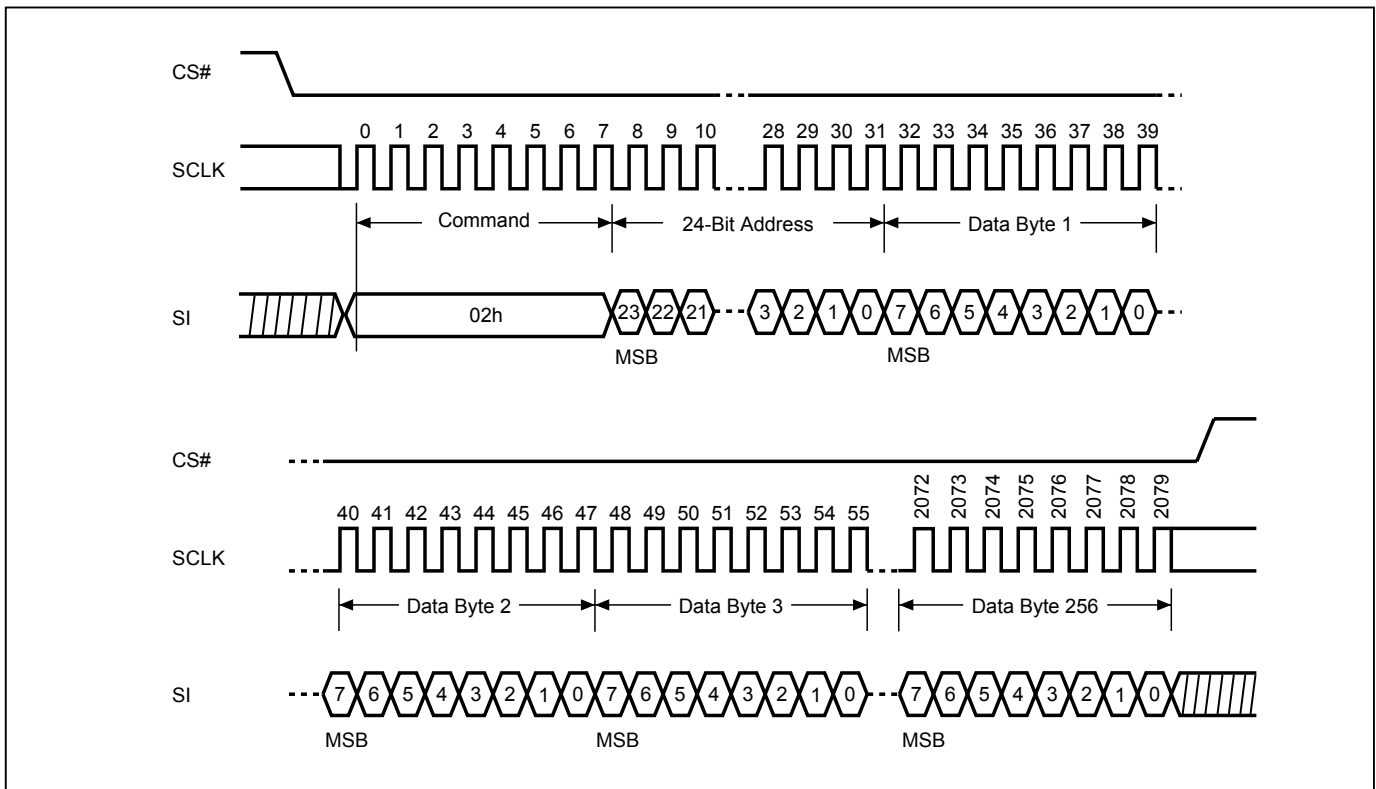 CS#
0 1 2 3 4 5 6 7 8 9 10 28 29 30 31 32 33 34 35 36 37 38 39
SCLK
Command 24-Bit Address Data Byte 1
SI 02h 23 22 21 3 2 1 0 7 6 5 4 3 2 1 0
MSB MSB
CS#
2072 2073 2074 2075 2076 2077 2078 2079
40 41 42 43 44 45 46 47 48 49 50 51 52 53 54 55
SCLK
Data Byte 2 Data Byte 3 Data Byte 256
SI 7 6 5 4 3 2 1 0 7 6 5 4 3 2 1 0 7 6 5 4 3 2 1 0
MSB MSB MSB